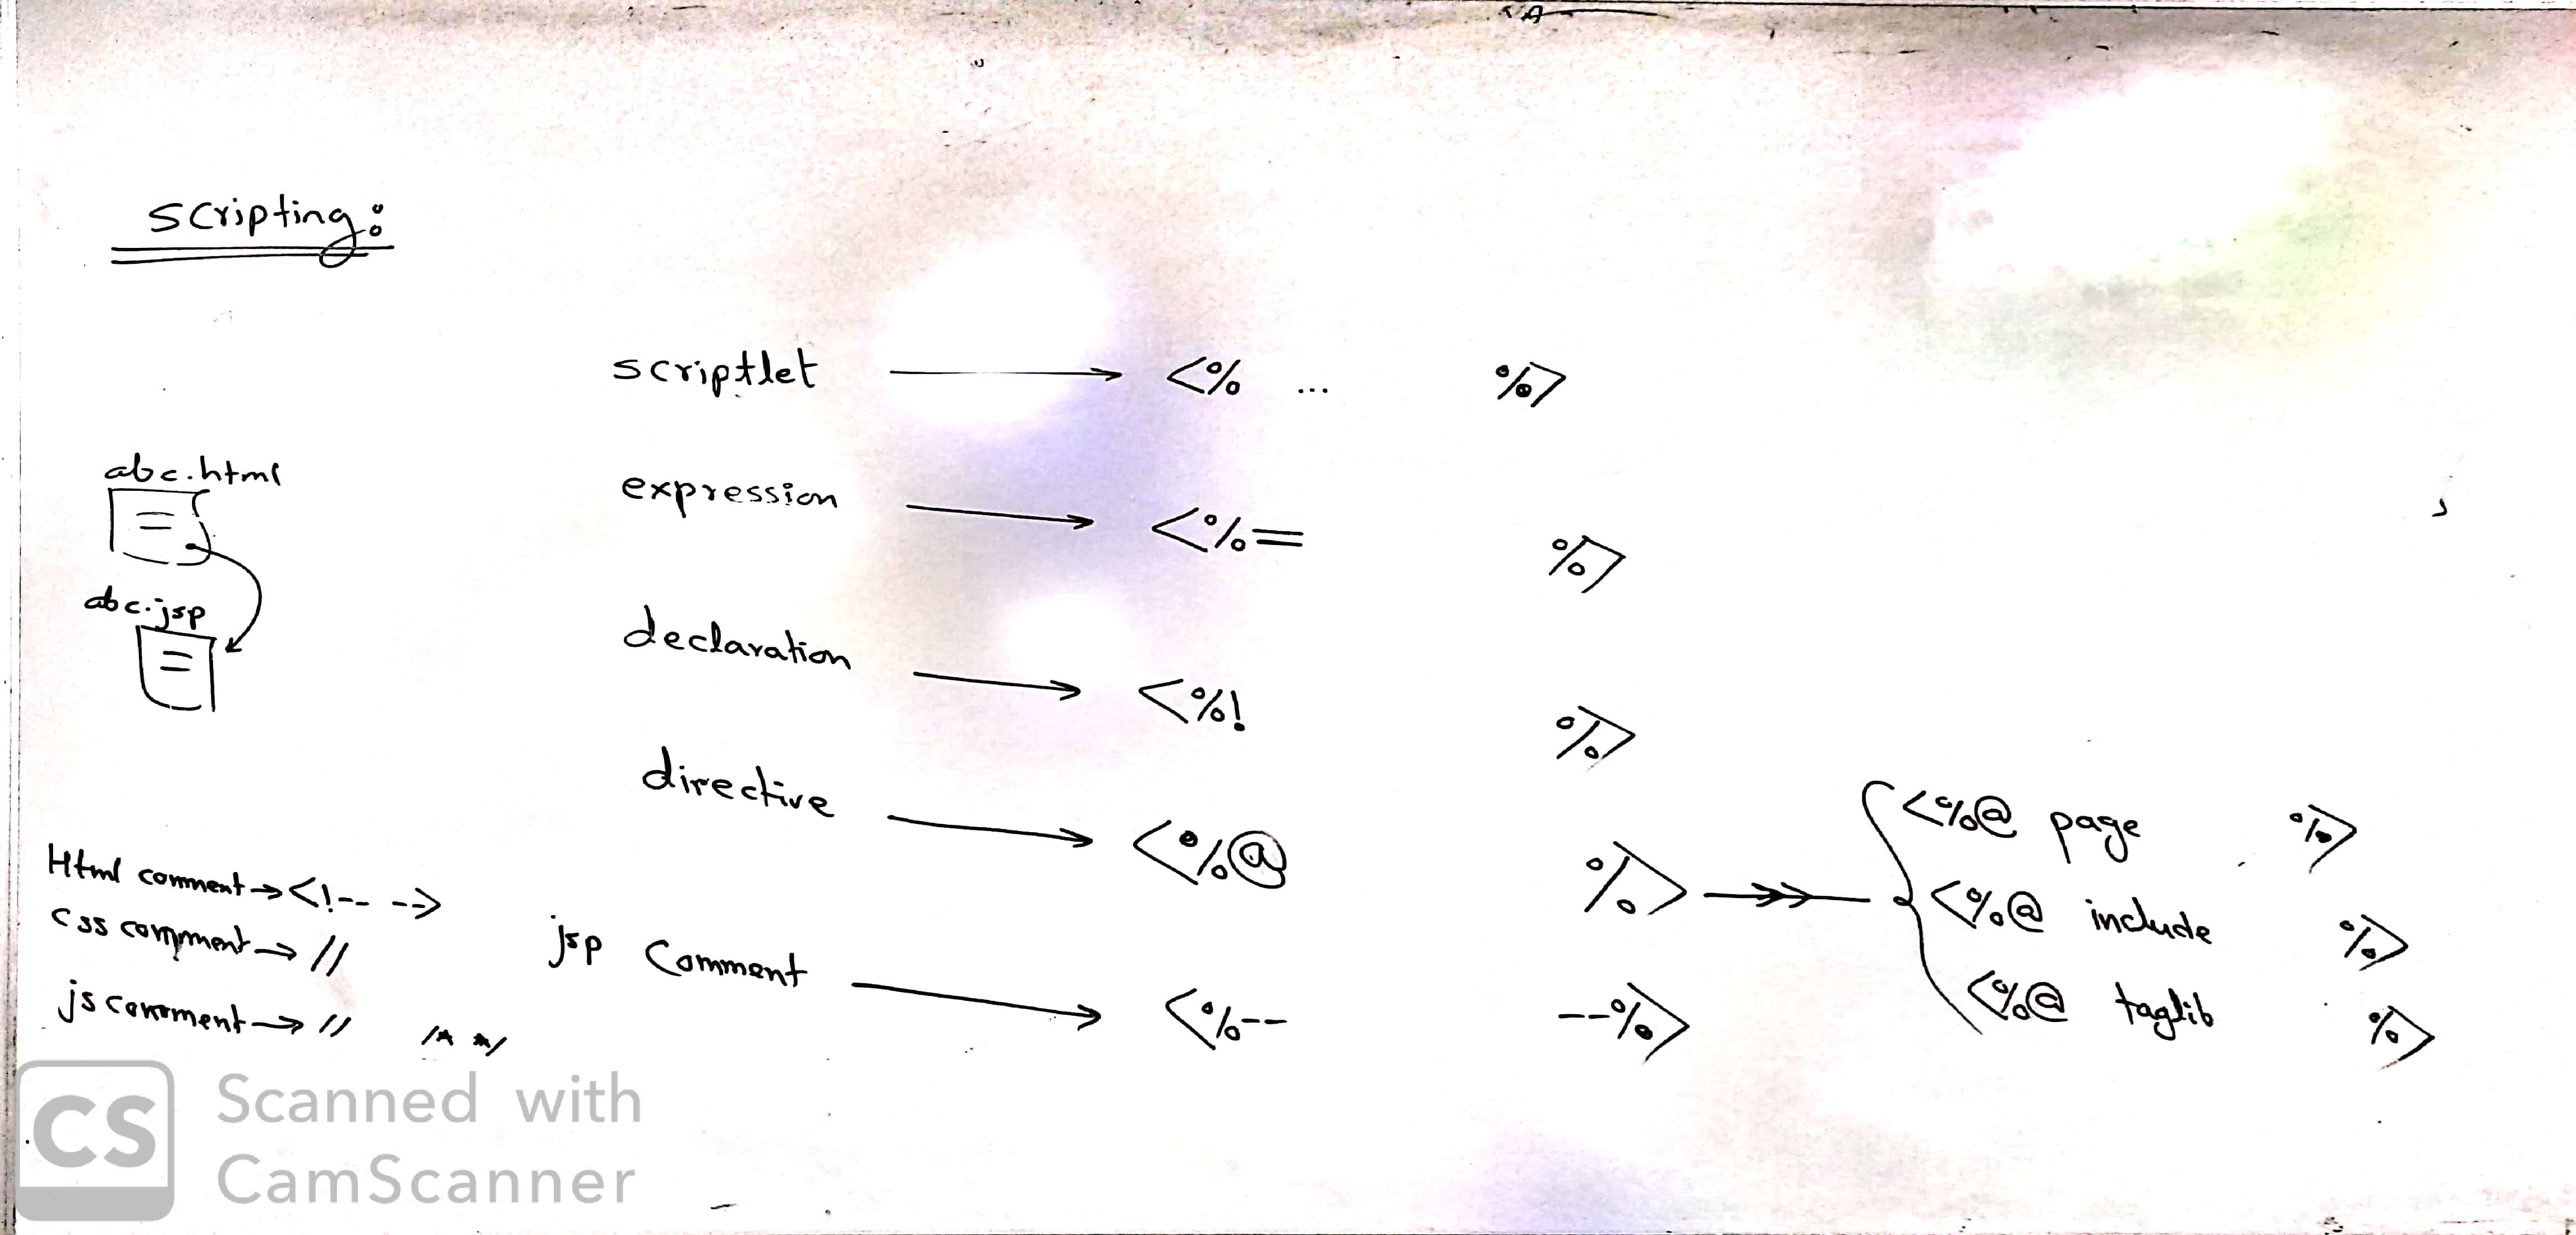 scripting:
scriptlet → <% ... %>
abc.html
expression → <%= %>
abc.jsp
declaration → <%! %>
directive → <%@ %>
<%@ page %>
<%@ include %>
<%@ taglib %>
Html comment → <!-- -->
css comment → //
js comment → // /* */
jsp comment → <%-- --%>
CS Scanned with
CamScanner